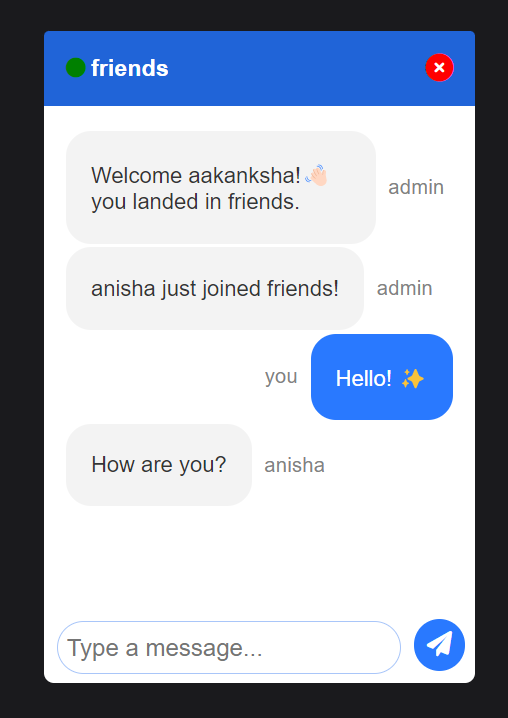 friends
Welcome aakanksha! 👋🏻
you landed in friends.
admin
anisha just joined friends!
admin
you
Hello! ✨
How are you?
anisha
Type a message...